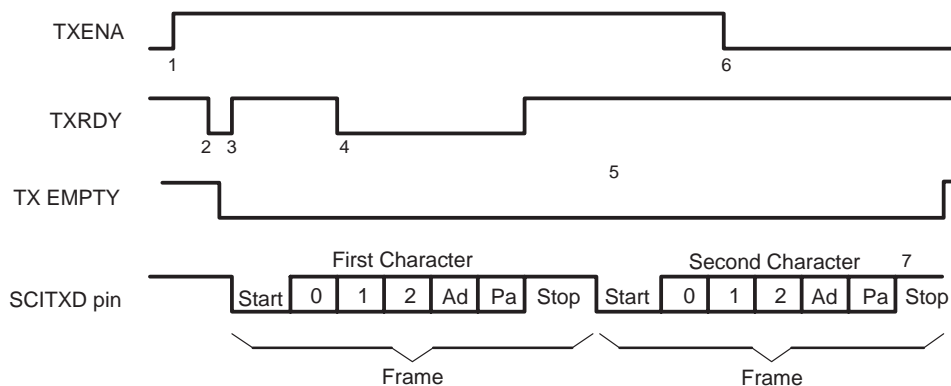 TXENA
1
6
TXRDY
2
3
4
5
TX EMPTY
First Character
Second Character
7
SCITXD pin
Start
0
1
2
Ad
Pa
Stop
Start
0
1
2
Ad
Pa
Stop
Frame
Frame